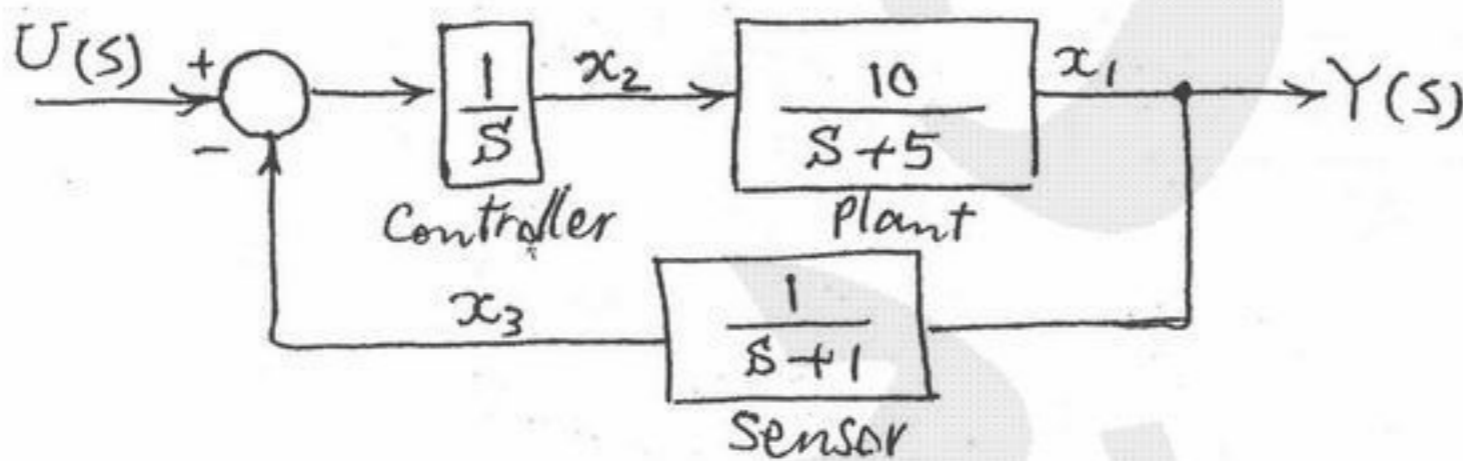 U(S) + x₂ x₁ Y(S)
1/S
10/S+5
-
Controller Plant
x₃
1/S+1
Sensor